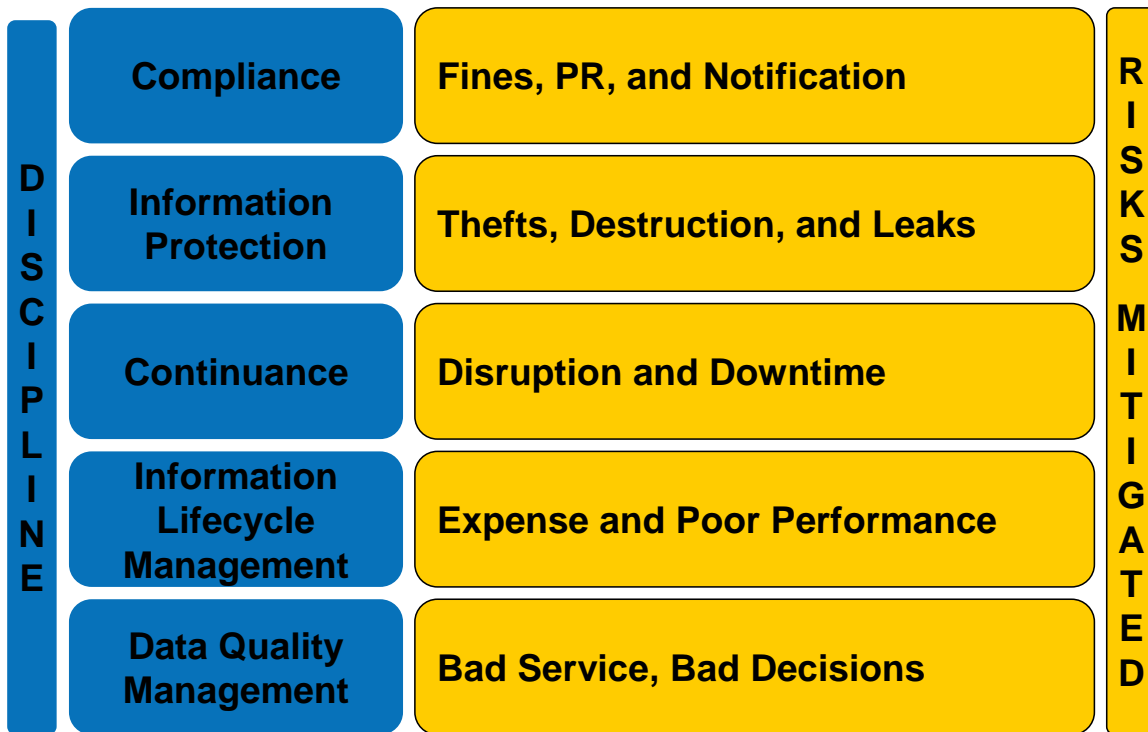 DISCIPLINE
Compliance
Fines, PR, and Notification
Information
Protection
Thefts, Destruction, and Leaks
Continuance
Disruption and Downtime
Information
Lifecycle
Management
Expense and Poor Performance
Data Quality
Management
Bad Service, Bad Decisions
RISKS MITIGATED